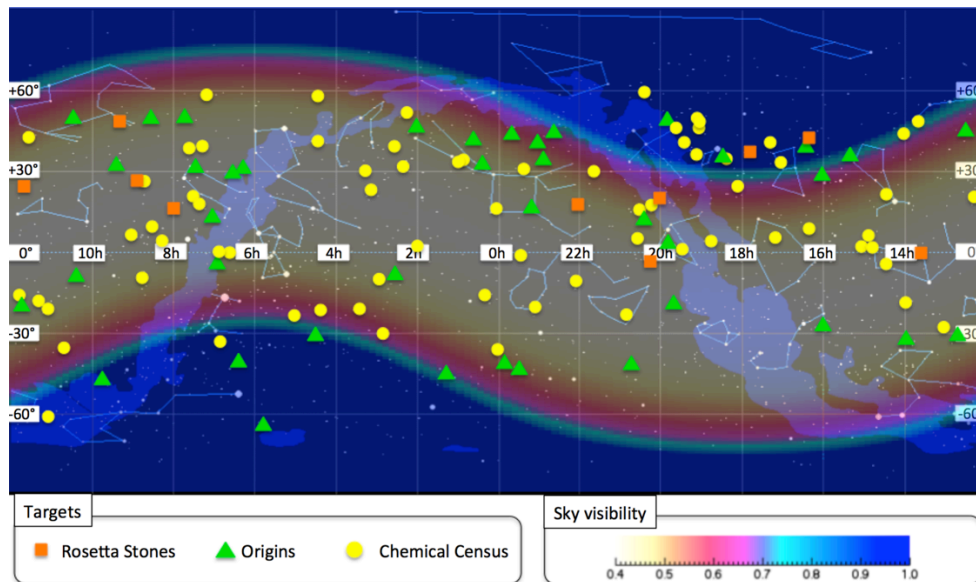 +60° +60
+30° +30
0° 10h 8h 6h 4h 2h 0h 22h 20h 18h 16h 14h 0
-30° -30
-60° -60
Targets
Rosetta Stones Origins Chemical Census
Sky visibility
0.4 0.5 0.6 0.7 0.8 0.9 1.0